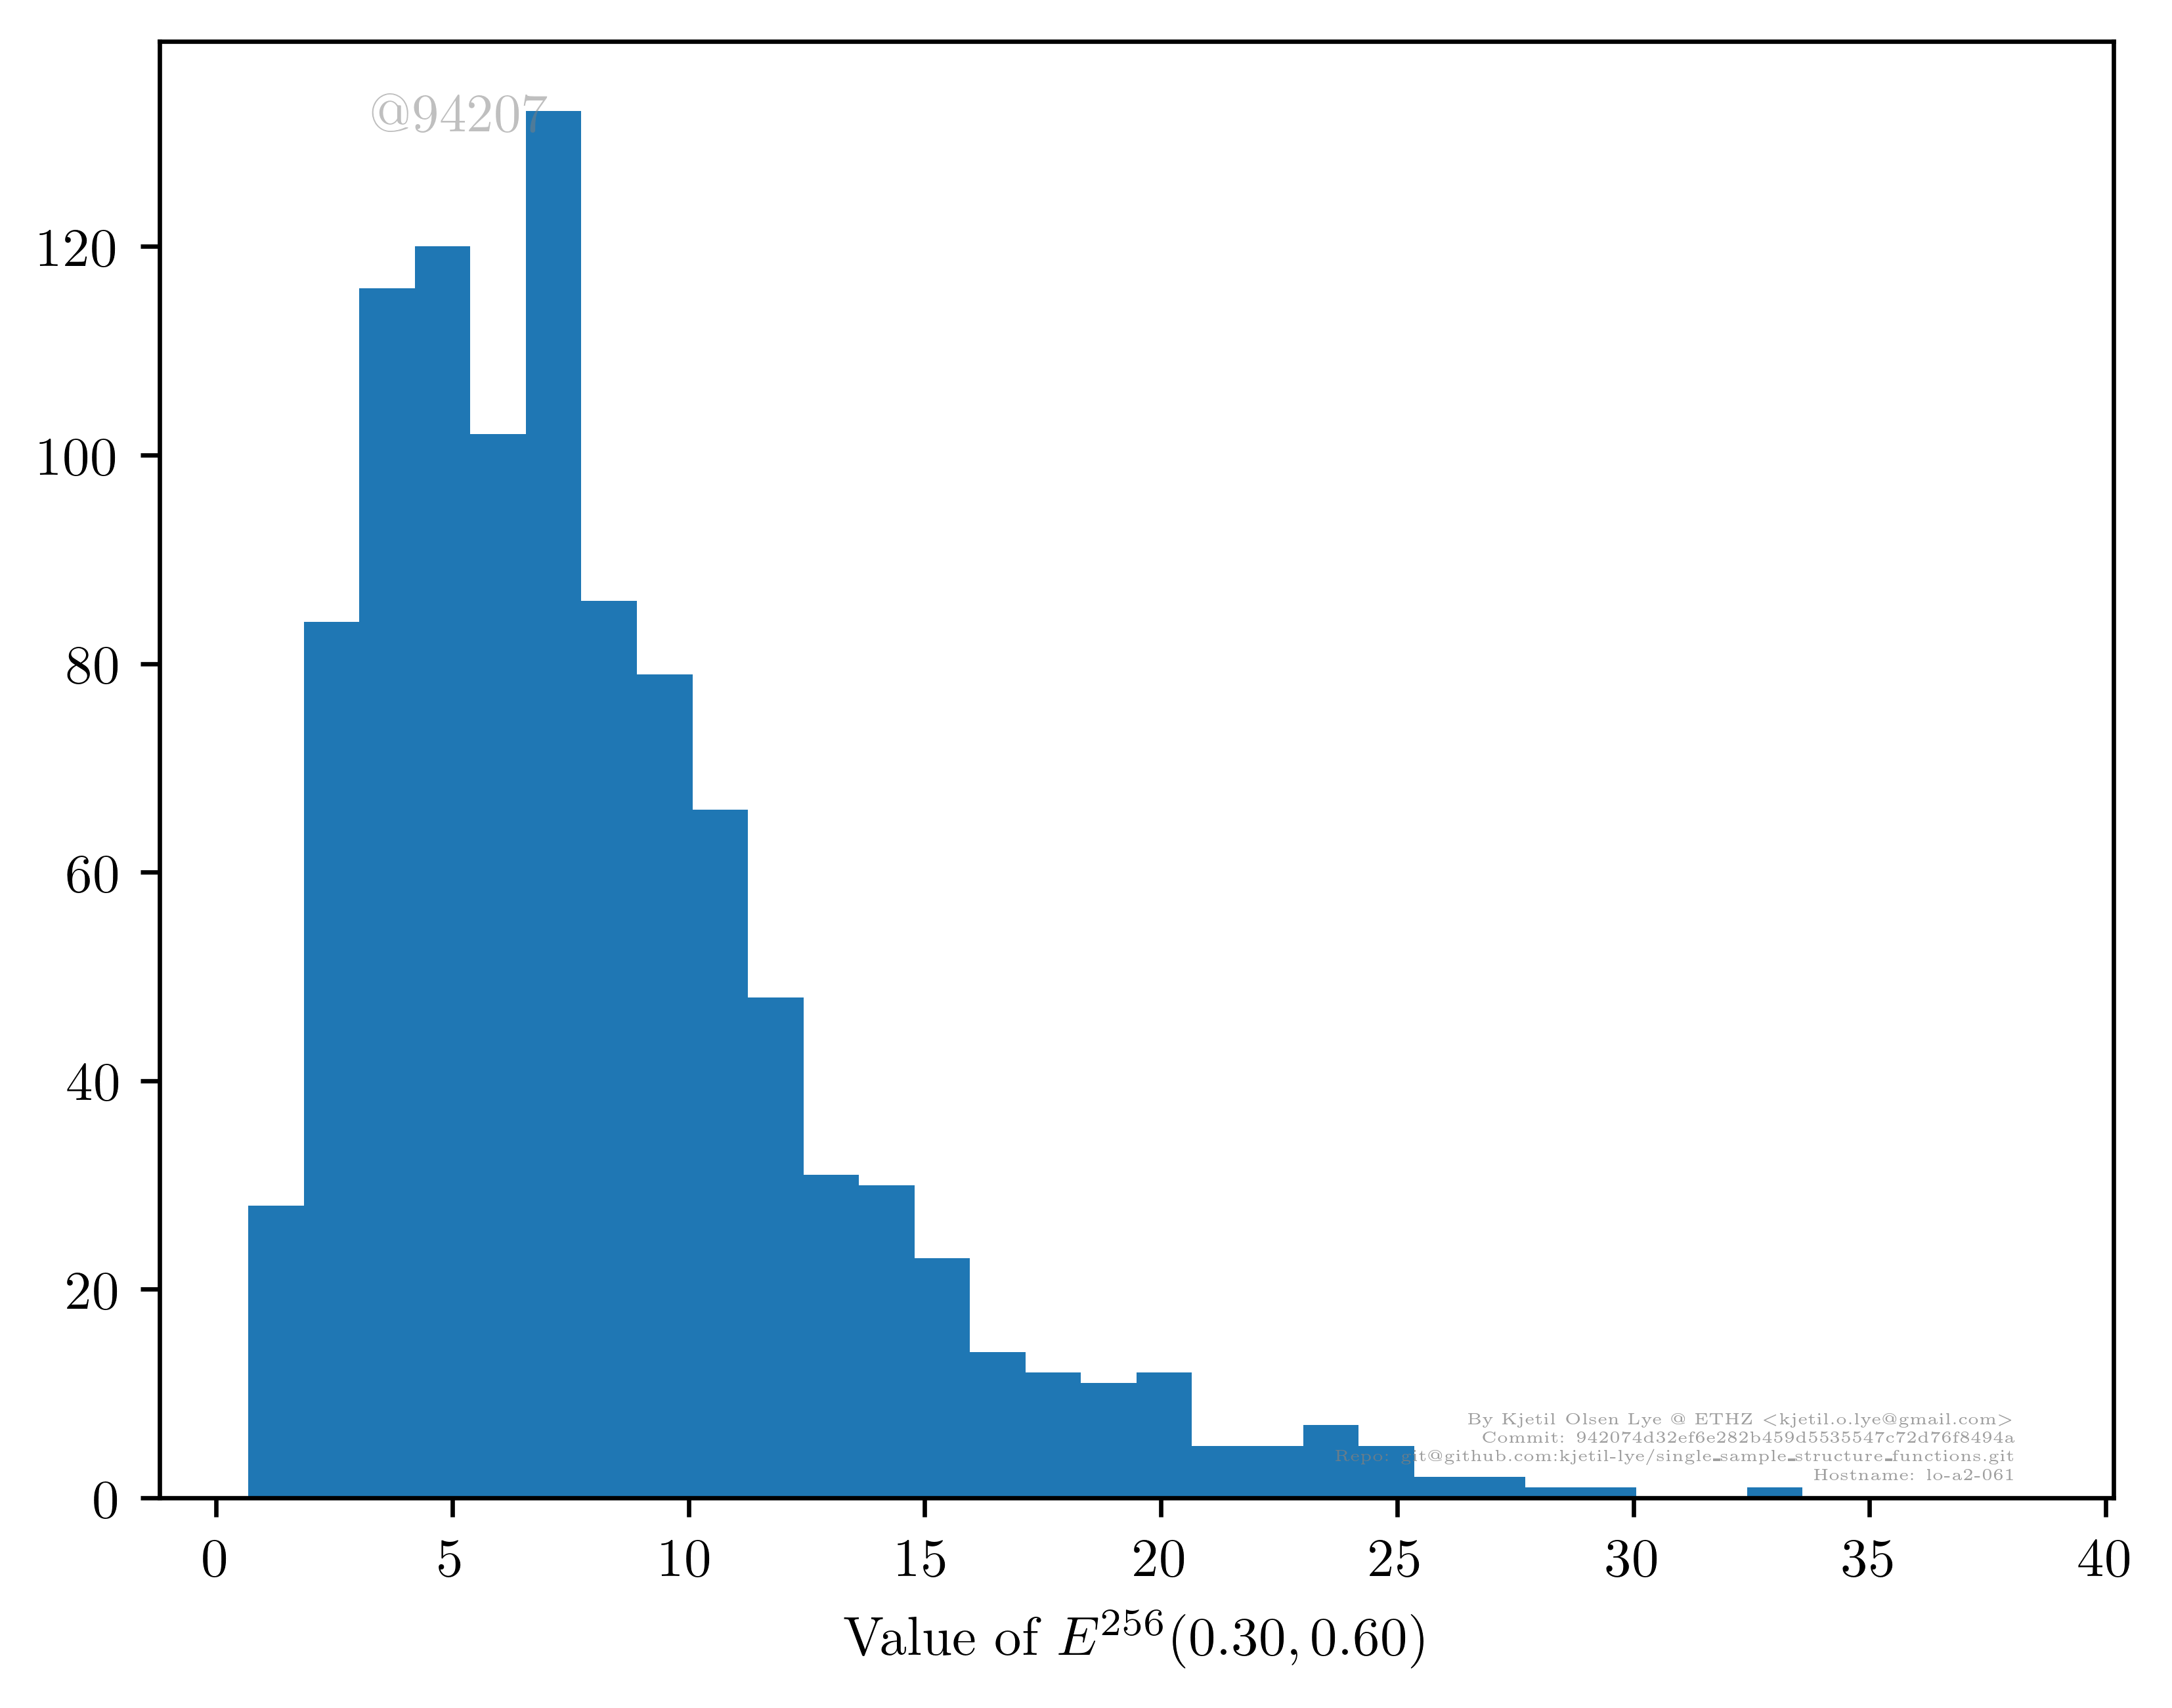 @94207
120
100
80
60
40
20
0
By Kjetil Olsen Lye @ ETHZ <kjetil.o.lye@gmail.com>
Commit: 942074d32ef6e282b459d5535547c72d76f8494a
Repo: git@github.com:kjetil-lye/single_sample_structure_functions.git
Hostname: lo-a2-061
0 5 10 15 20 25 30 35 40
Value of E^256(0.30, 0.60)